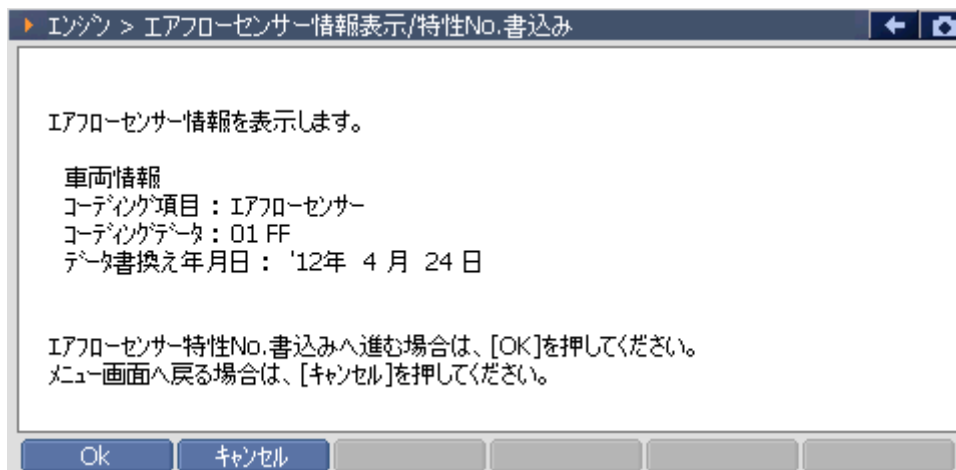 エンジン > エアフローセンサー情報表示/特性No.書込み
エアフローセンサー情報を表示します。
車両情報
コーディング項目：エアフローセンサー
コーディングデータ：01 FF
データ書換え年月日： '12年 4 月 24 日
エアフローセンサー特性No.書込みへ進む場合は、[OK]を押してください。
メニュー画面へ戻る場合は、[キャンセル]を押してください。
Ok キャンセル